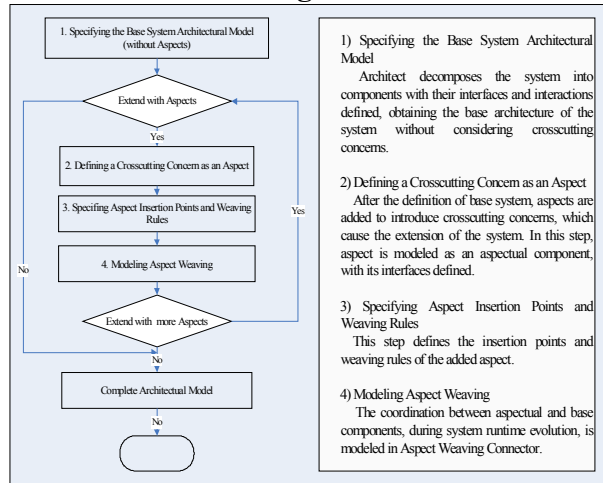 1. Specifying the Base System Architectural Model
(without Aspects)
Extend with Aspects
Yes
2. Defining a Crosscutting Concern as an Aspect
3. Specifing Aspect Insertion Points and Weaving
Rules
Yes
4. Modeling Aspect Weaving
No
Extend with more Aspects
No
Complete Architectual Model
No
1) Specifying the Base System Architectural
Model
Architect decomposes the system into
components with their interfaces and interactions
defined, obtaining the base architecture of the
system without considering crosscutting
concerns.
2) Defining a Crosscutting Concern as an Aspect
After the definition of base system, aspects are
added to introduce crosscutting concerns, which
cause the extension of the system. In this step,
aspect is modeled as an aspectual component,
with its interfaces defined.
3) Specifying Aspect Insertion Points and
Weaving Rules
This step defines the insertion points and
weaving rules of the added aspect.
4) Modeling Aspect Weaving
The coordination between aspectual and base
components, during system runtime evolution, is
modeled in Aspect Weaving Connector.